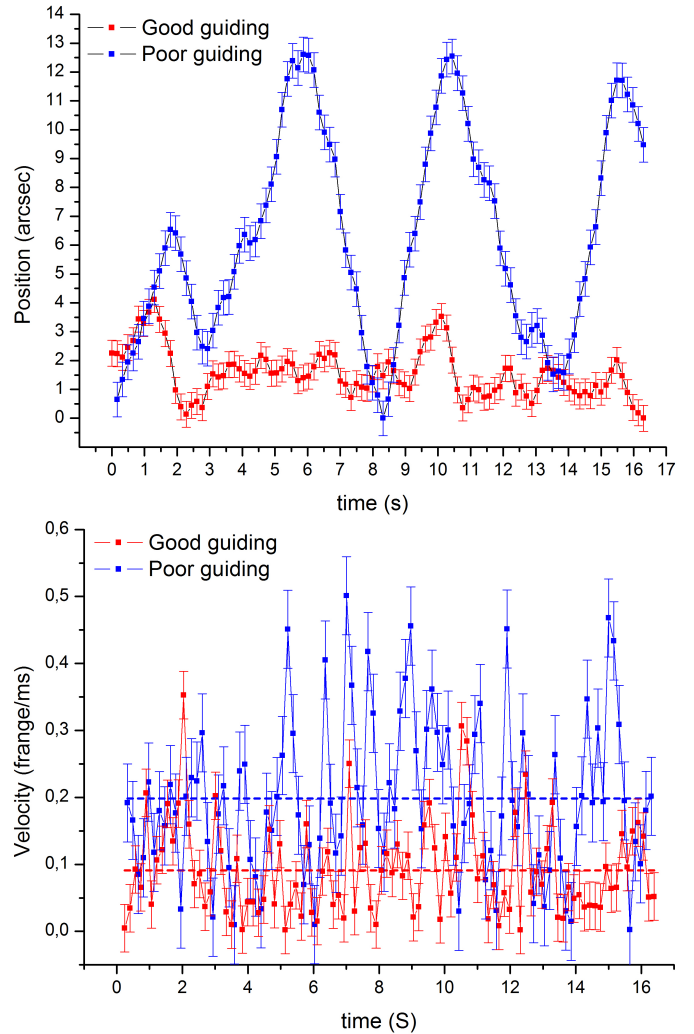 14
13
12
11
10
9
8
7
6
5
4
3
2
1
0
Position (arcsec)
Good guiding
Poor guiding
0 1 2 3 4 5 6 7 8 9 10 11 12 13 14 15 16 17
time (s)
0,6
0,5
0,4
0,3
0,2
0,1
0,0
Velocity (frange/ms)
Good guiding
Poor guiding
0 2 4 6 8 10 12 14 16
time (S)